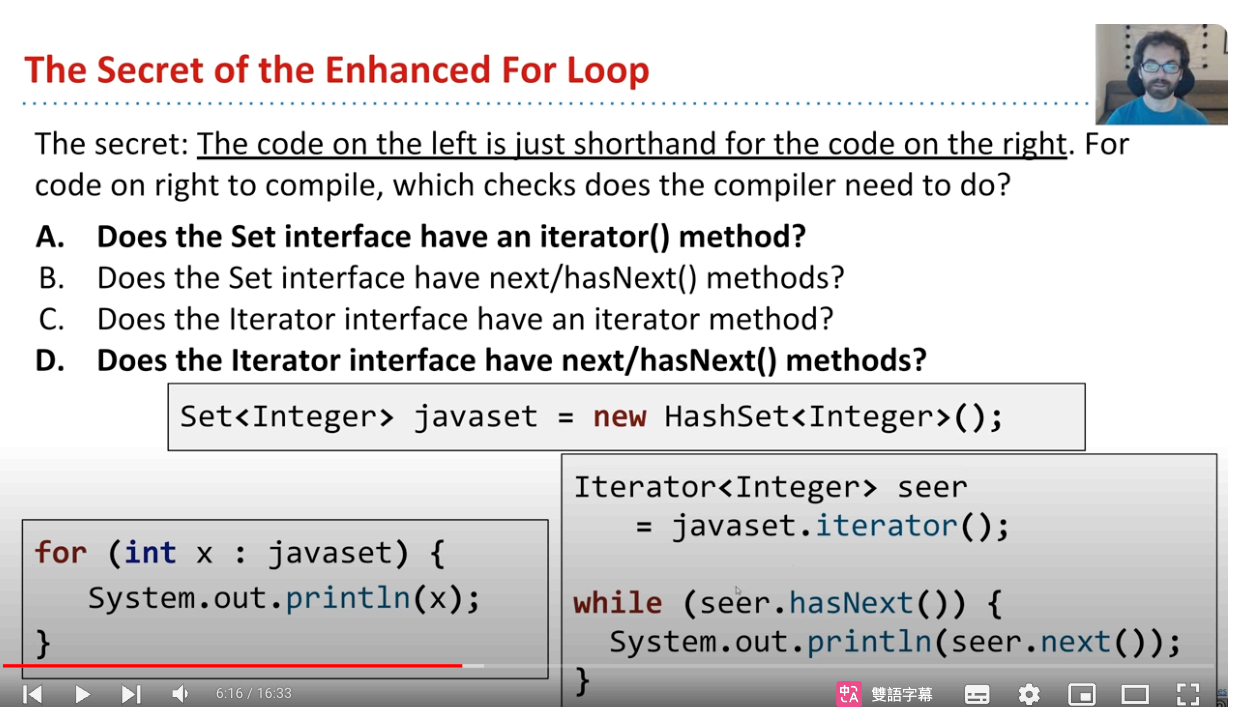 The Secret of the Enhanced For Loop
The secret: The code on the left is just shorthand for the code on the right. For
code on right to compile, which checks does the compiler need to do?
A. Does the Set interface have an iterator() method?
B. Does the Set interface have next/hasNext() methods?
C. Does the Iterator interface have an iterator method?
D. Does the Iterator interface have next/hasNext() methods?
Set<Integer> javaset = new HashSet<Integer>();
for (int x : javaset) {
System.out.println(x);
}
Iterator<Integer> seer
= javaset.iterator();
while (seer.hasNext()) {
System.out.println(seer.next());
}
6:16 / 16:33
雙語字幕